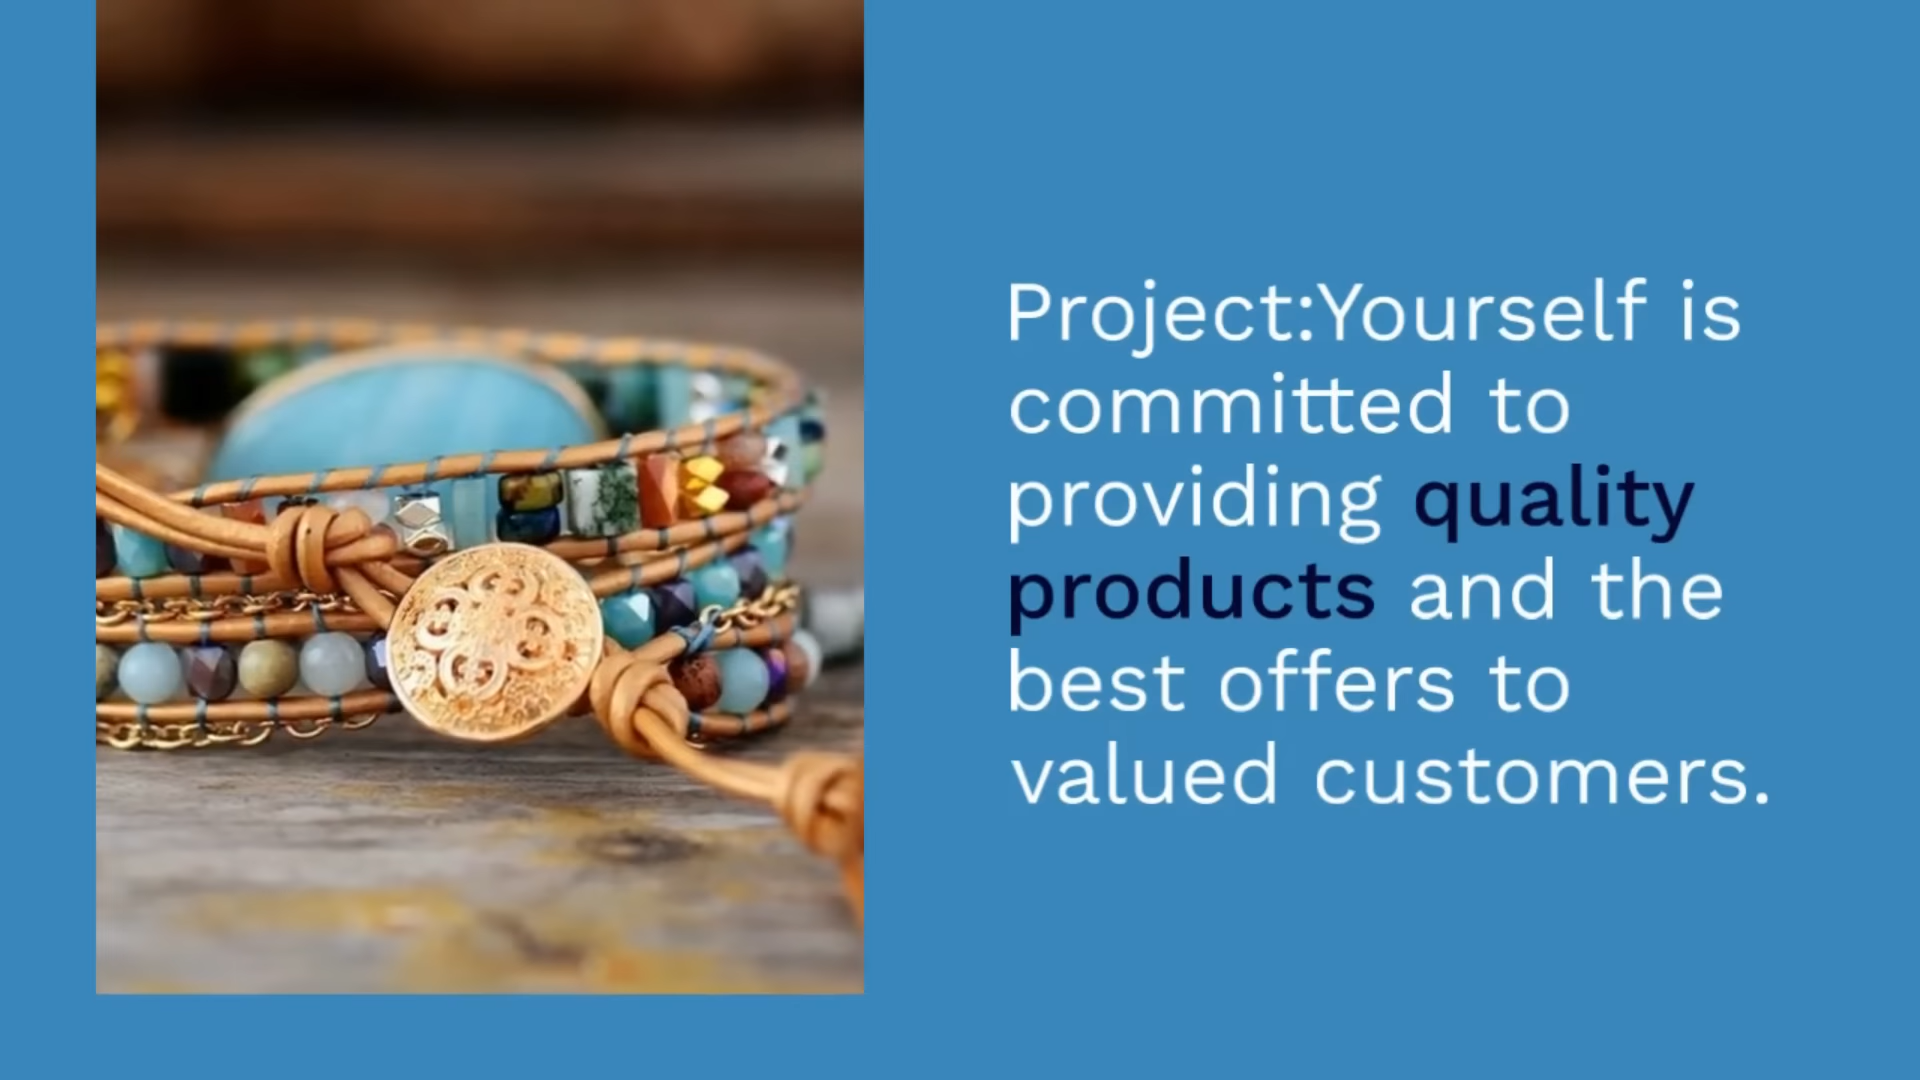 Project:Yourself is
committed to
providing quality
products and the
best offers to
valued customers.